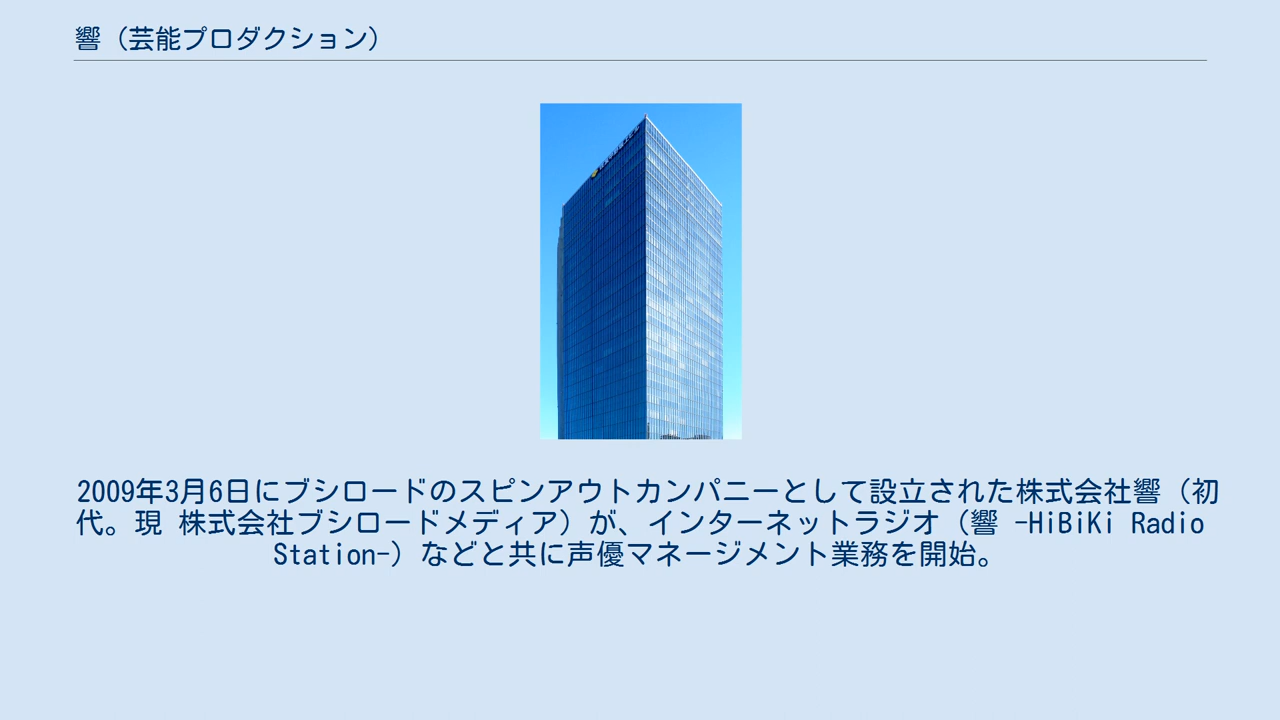 響（芸能プロダクション）
2009年3月6日にブシロードのスピンアウトカンパニーとして設立された株式会社響（初
代。現 株式会社ブシロードメディア）が、インターネットラジオ（響 -HiBiKi Radio
Station-）などと共に声優マネージメント業務を開始。